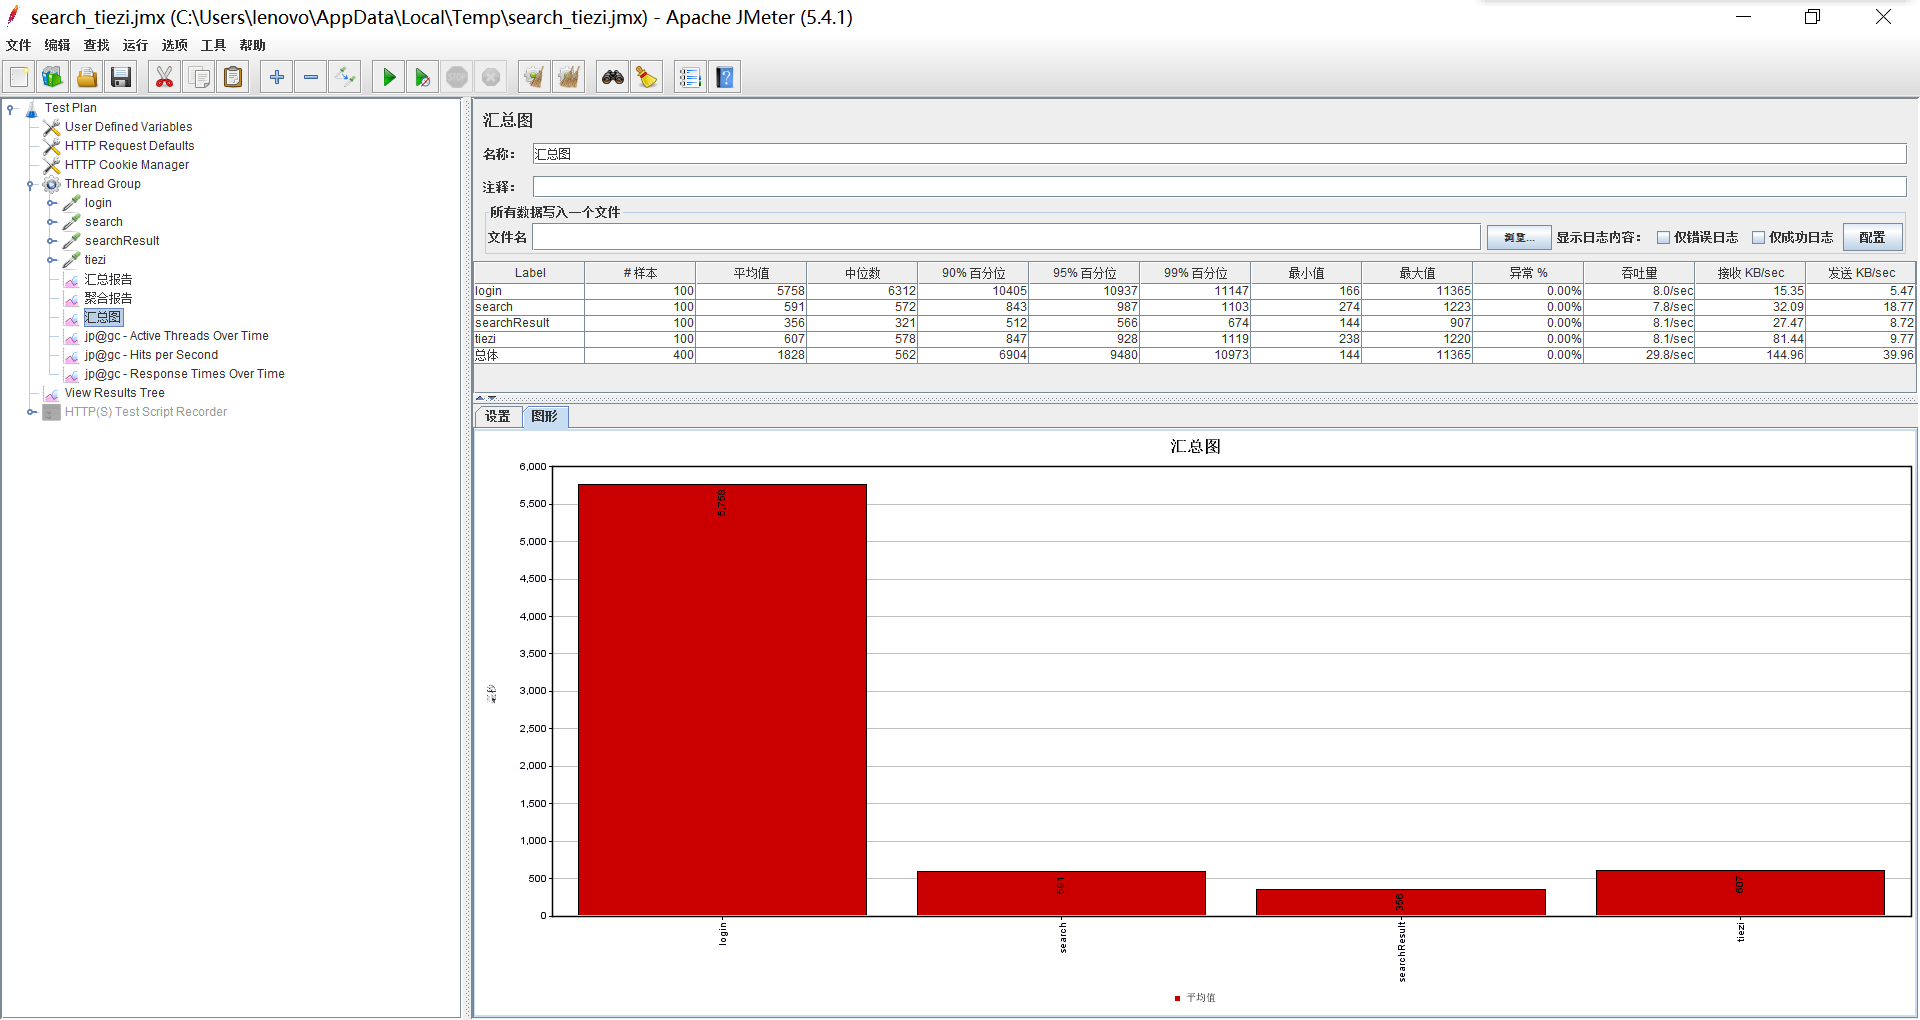 search_tiezi.jmx (C:\Users\lenovo\AppData\Local\Temp\search_tiezi.jmx) - Apache JMeter (5.4.1)
文件 编辑 查找 运行 选项 工具 帮助
Test Plan
User Defined Variables
HTTP Request Defaults
HTTP Cookie Manager
Thread Group
login
search
searchResult
tiezi
汇总报告
聚合报告
汇总图
jp@gc - Active Threads Over Time
jp@gc - Hits per Second
jp@gc - Response Times Over Time
View Results Tree
HTTP(S) Test Script Recorder
汇总图
名称： 汇总图
注释：
所有数据写入一个文件
文件名 浏览... 显示日志内容： 仅错误日志 仅成功日志 配置
Label # 样本 平均值 中位数 90% 百分位 95% 百分位 99% 百分位 最小值 最大值 异常 % 吞吐量 接收 KB/sec 发送 KB/sec
login 100 5758 6312 10405 10937 11147 166 11365 0.00% 8.0/sec 15.35 5.47
search 100 591 572 843 987 1103 274 1223 0.00% 7.8/sec 32.09 18.77
searchResult 100 356 321 512 566 674 144 907 0.00% 8.1/sec 27.47 8.72
tiezi 100 607 578 847 928 1119 238 1220 0.00% 8.1/sec 81.44 9.77
总体 400 1828 562 6904 9480 10973 144 11365 0.00% 29.8/sec 144.96 39.96
设置 图形
汇总图
6,000
5,500
5,000
4,500
4,000
3,500
3,000
2,500
2,000
1,500
1,000
500
0
毫秒
5,758
591
356
607
login
search
searchResult
tiezi
平均值